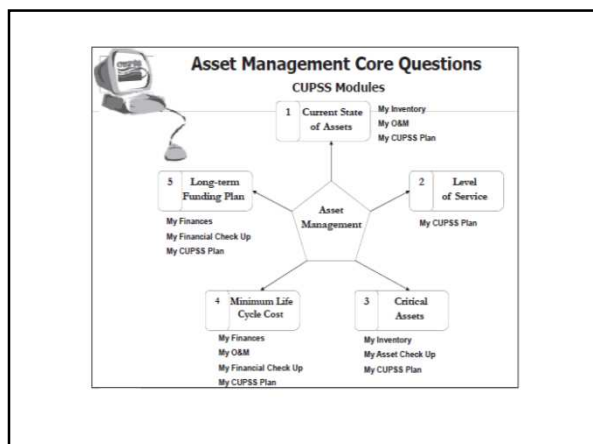 Asset Management Core Questions
CUPSS Modules
1 Current State
of Assets
My Inventory
My O&M
My CUPSS Plan
5 Long-term
Funding Plan
My Finances
My Financial Check Up
My CUPSS Plan
2 Level
of Service
My CUPSS Plan
Asset
Management
4 Minimum Life
Cycle Cost
My Finances
My O&M
My Financial Check Up
My CUPSS Plan
3 Critical
Assets
My Inventory
My Asset Check Up
My CUPSS Plan